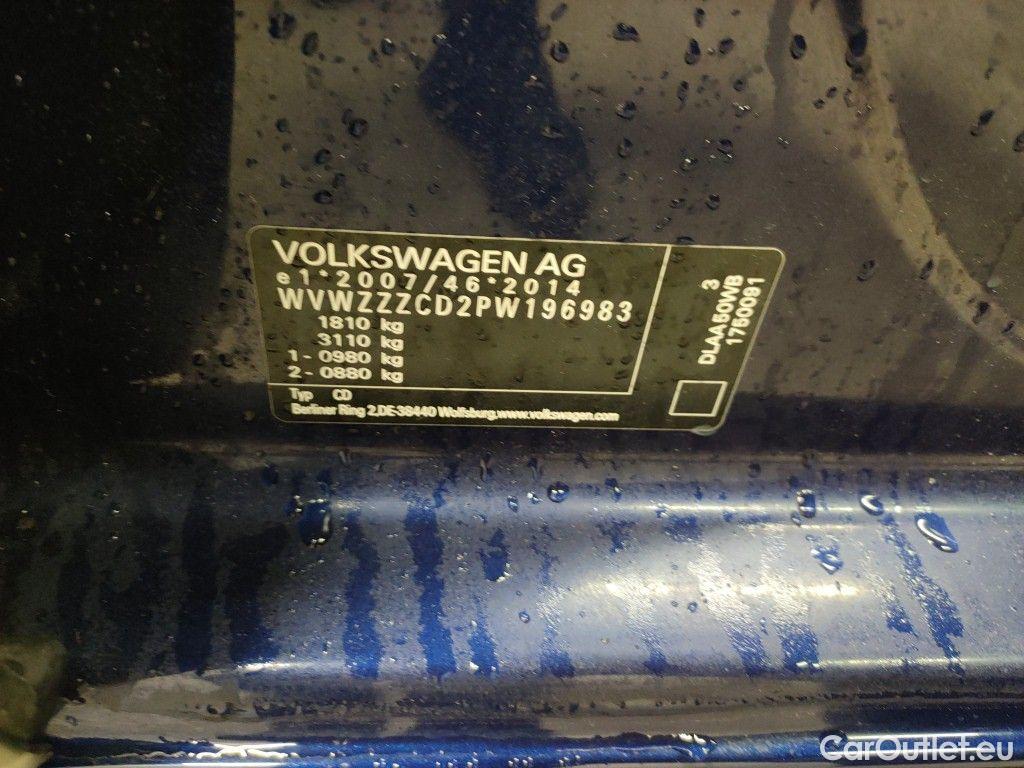 VOLKSWAGEN AG
e1*2007/46*2014
WVWZZZCD2PW196983
1810 kg
3110 kg
1 - 0980 kg
2 - 0880 kg
Typ CD
Berliner Ring 2,DE-38440 Wolfsburg,www.volkswagen.com
3
DLAA50WB
1750081
CarOutlet.eu